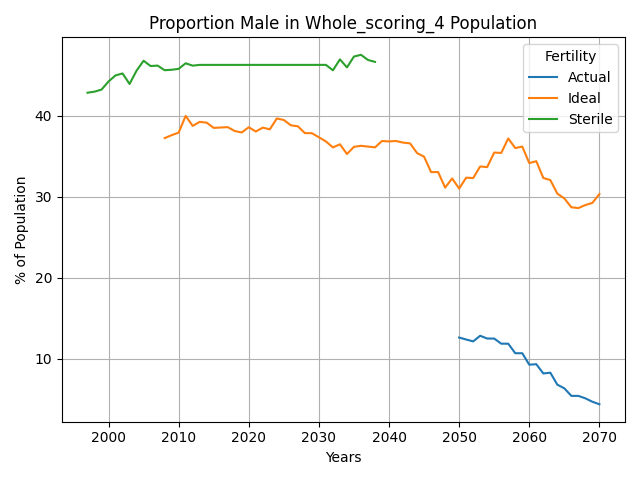 Proportion Male in Whole_scoring_4 Population
Fertility
Actual
Ideal
Sterile
% of Population
40
30
20
10
2000 2010 2020 2030 2040 2050 2060 2070
Years